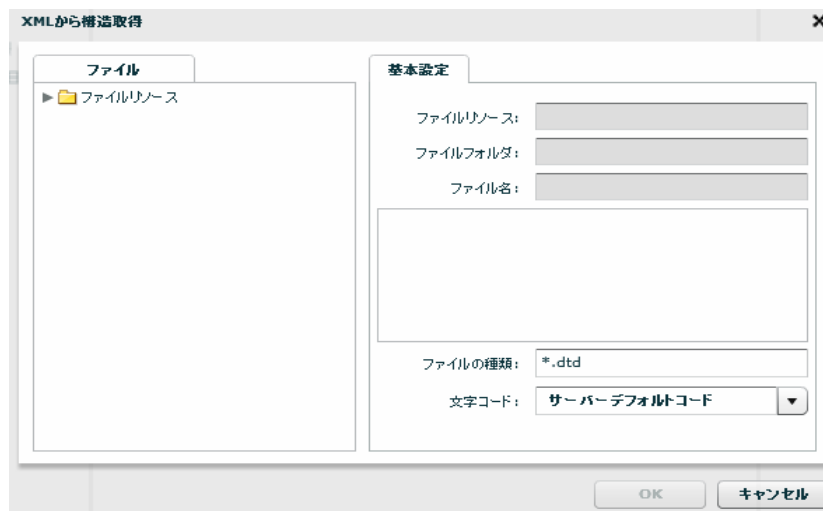 XMLから構造取得
ファイル
ファイルリソース
基本設定
ファイルリソース:
ファイルフォルダ:
ファイル名:
ファイルの種類: *.dtd
文字コード: サーバーデフォルトコード
OK キャンセル